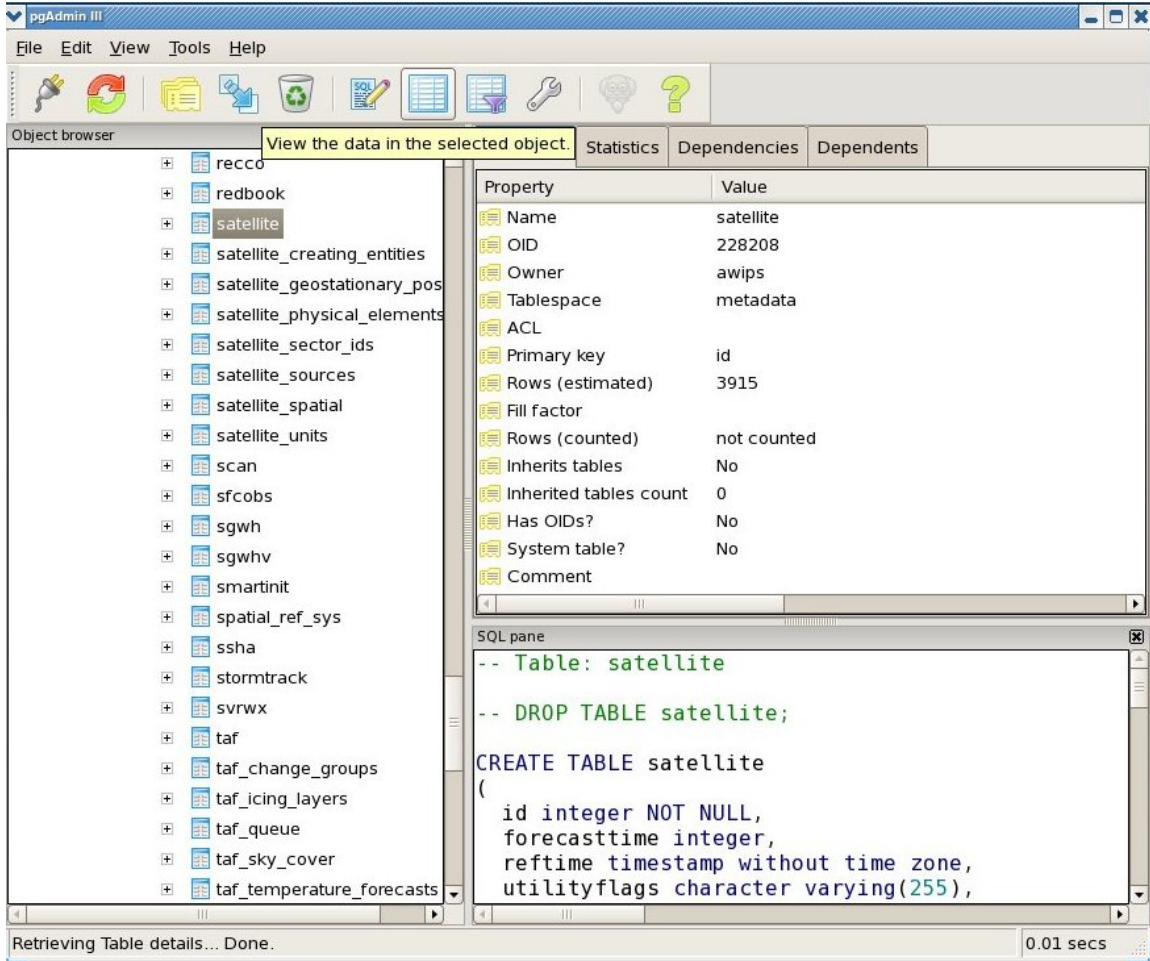 pgAdmin III
File Edit View Tools Help
SQL
Object browser
View the data in the selected object.
Statistics Dependencies Dependents
recco
redbook
satellite
satellite_creating_entities
satellite_geostationary_pos
satellite_physical_elements
satellite_sector_ids
satellite_sources
satellite_spatial
satellite_units
scan
sfcobs
sgwh
sgwhv
smartinit
spatial_ref_sys
ssha
stormtrack
svrwx
taf
taf_change_groups
taf_icing_layers
taf_queue
taf_sky_cover
taf_temperature_forecasts
Property Value
Name satellite
OID 228208
Owner awips
Tablespace metadata
ACL
Primary key id
Rows (estimated) 3915
Fill factor
Rows (counted) not counted
Inherits tables No
Inherited tables count 0
Has OIDs? No
System table? No
Comment
SQL pane
-- Table: satellite
-- DROP TABLE satellite;
CREATE TABLE satellite
(
id integer NOT NULL,
forecasttime integer,
reftime timestamp without time zone,
utilityflags character varying(255),
Retrieving Table details... Done. 0.01 secs